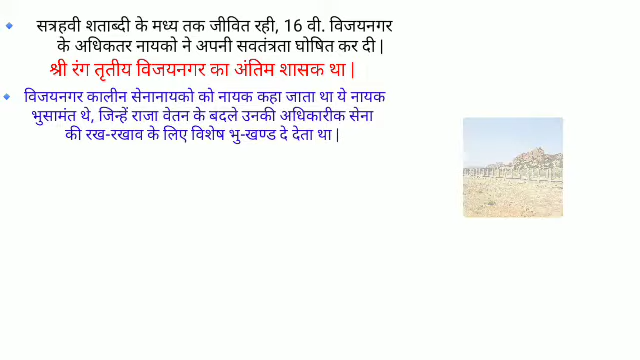 सत्रहवी शताब्दी के मध्य तक जीवित रही, 16 वी. विजयनगर
के अधिकतर नायको ने अपनी सवतंत्रता घोषित कर दी |
श्री रंग तृतीय विजयनगर का अंतिम शासक था |
विजयनगर कालीन सेनानायको को नायक कहा जाता था ये नायक
भुसामंत थे, जिन्हें राजा वेतन के बदले उनकी अधिकारीक सेना
की रख-रखाव के लिए विशेष भु-खण्ड दे देता था |